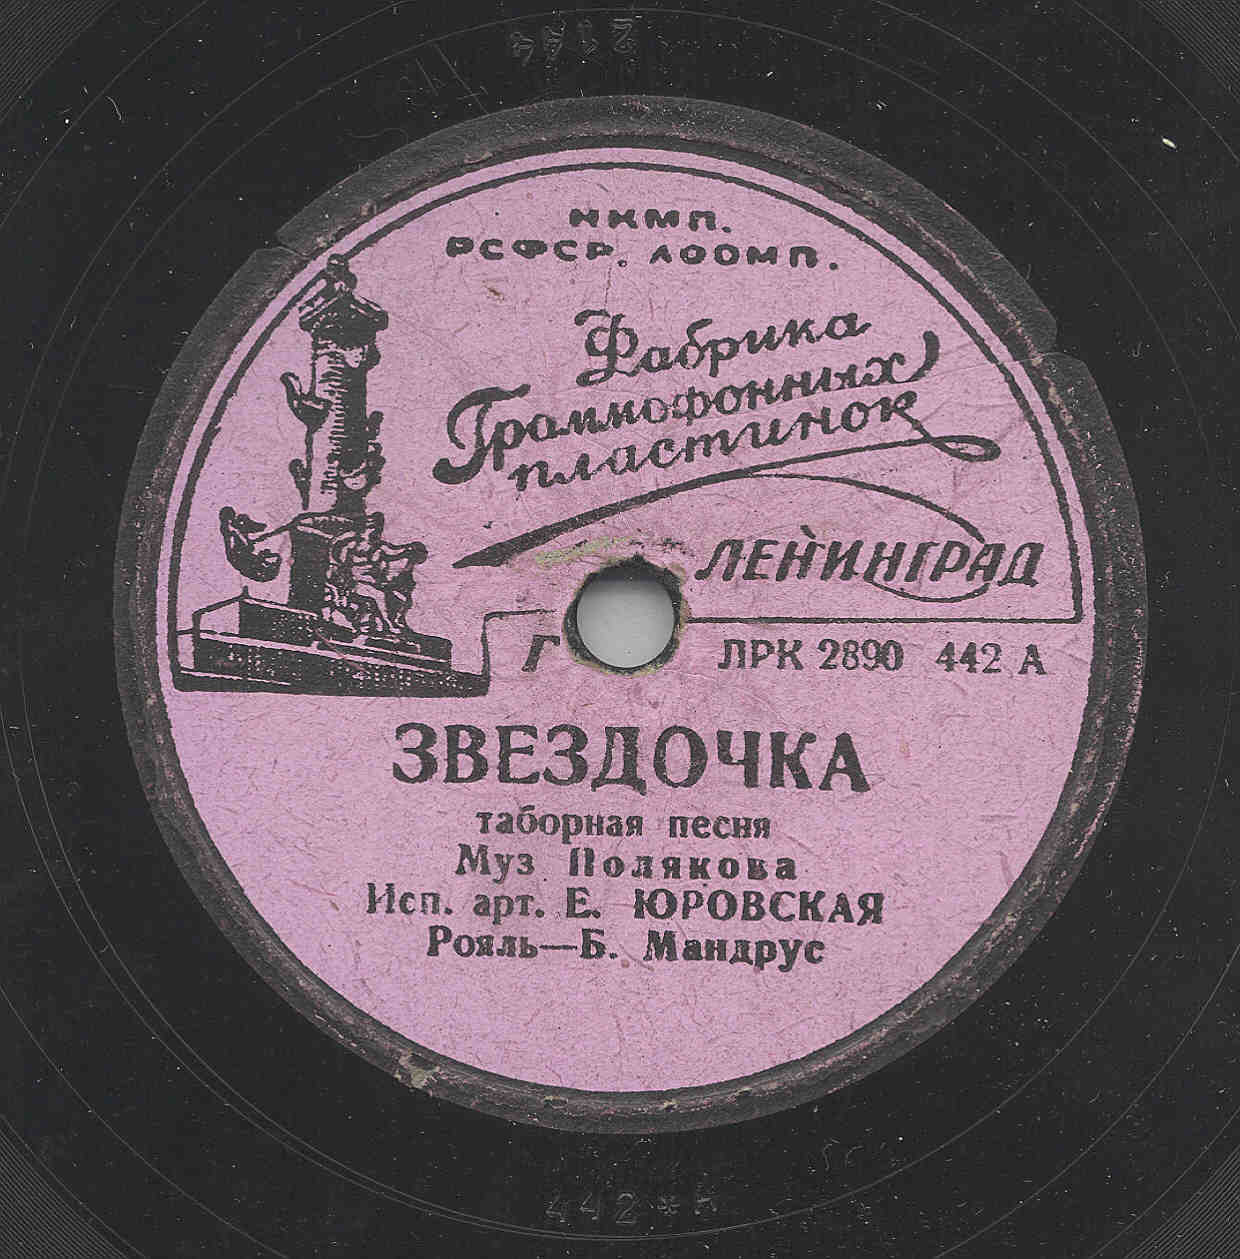 НКМП.
РСФСР. ЛООМП.
Фабрика
Граммофонных
пластинок
ЛЕНИНГРАД
Г ЛРК 2890 442 А
ЗВЕЗДОЧКА
таборная песня
Муз Полякова
Исп. арт. Е. ЮРОВСКАЯ
Рояль—Б. Мандрус